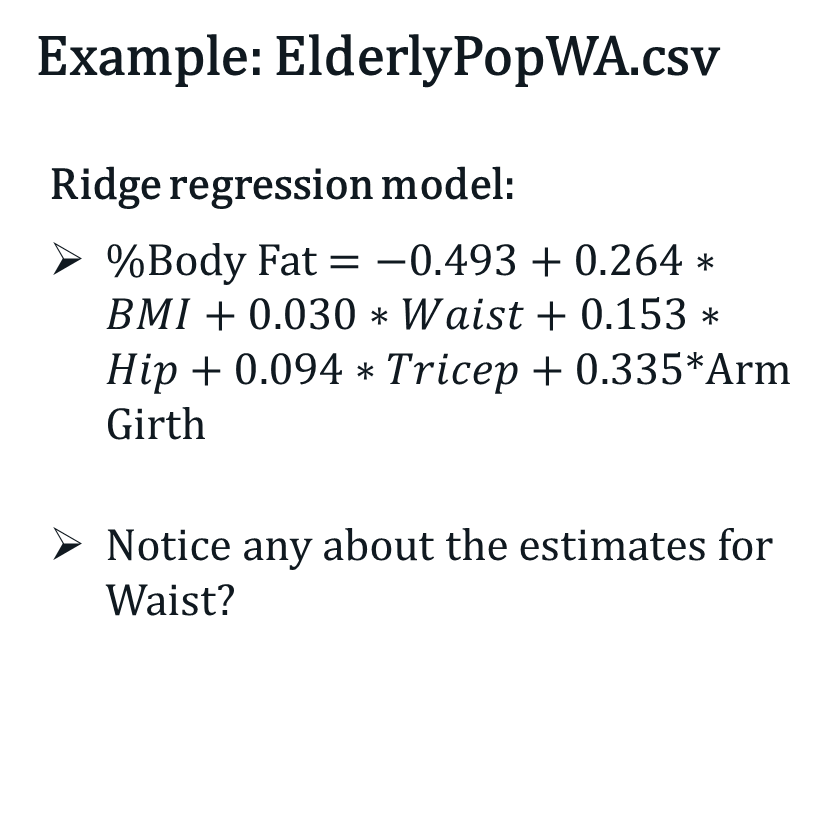 Example: ElderlyPopWA.csv
Ridge regression model:
➢ %Body Fat = −0.493 + 0.264 ∗
BMI + 0.030 ∗ Waist + 0.153 ∗
Hip + 0.094 ∗ Tricep + 0.335*Arm
Girth
➢ Notice any about the estimates for
Waist?